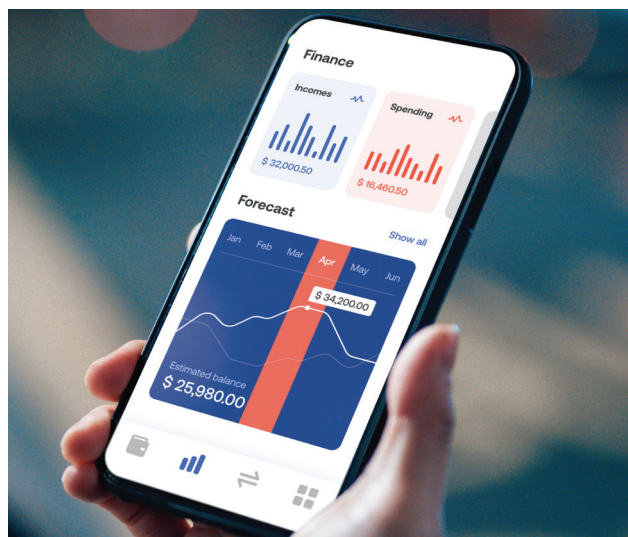 Finance
Incomes
$ 32,000.50
Spending
$ 16,460.50
Forecast
Show all
Jan Feb Mar Apr May Jun
$ 34,200.00
Estimated balance
$ 25,980.00